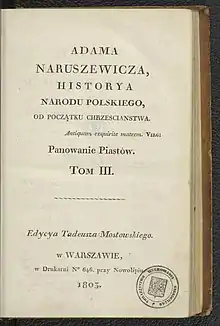 ADAMA
NARUSZEWICZA,
HISTORYA
NARODU POLSKIEGO,
OD POCZĄTKU CHRZESCIANSTWA.
Antiquam exquirite matrem. VIRG:
Panowanie Piastów.
TOM III.
Edycya Tadeusza Mostowskiego.
w WARSZAWIE,
w Drukarni N° 646. przy Nowolipiu
1803.